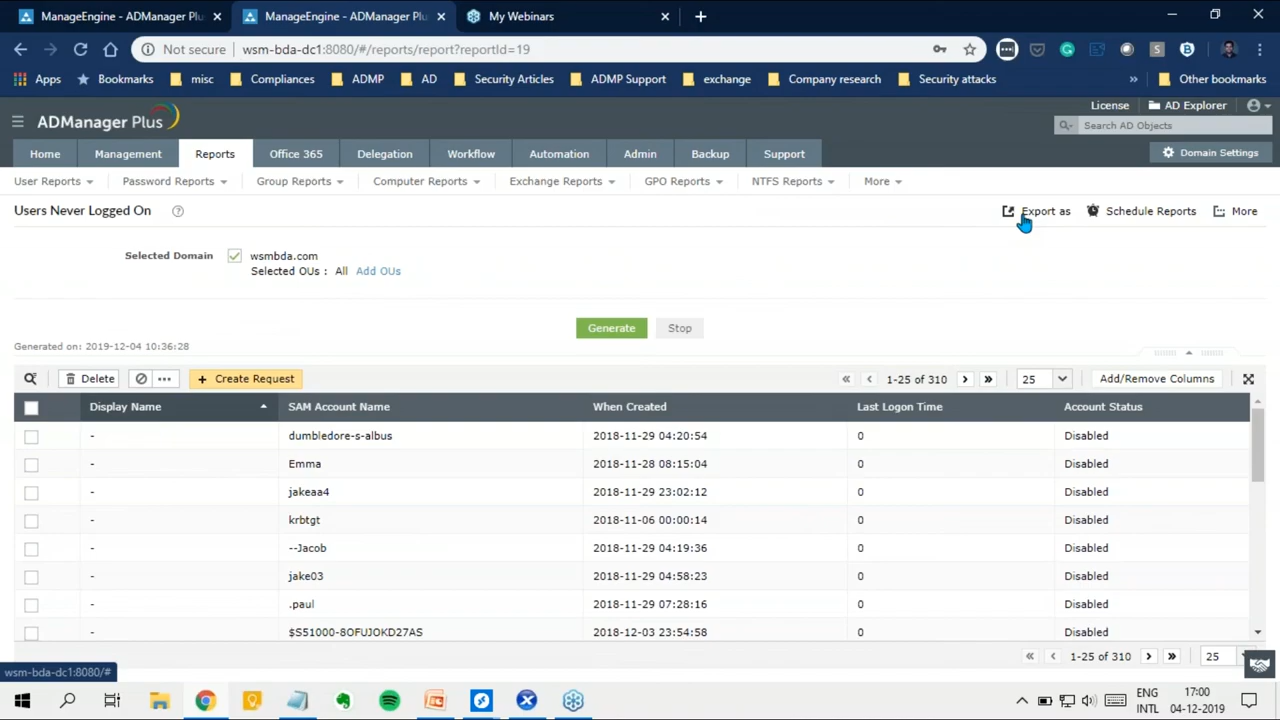 ManageEngine - ADManager Plu
ManageEngine - ADManager Plu
My Webinars
Not secure
wsm-bda-dc1:8080/#/reports/report?reportId=19
Apps
Bookmarks
misc
Compliances
ADMP
AD
Security Articles
ADMP Support
exchange
Company research
Security attacks
»
Other bookmarks
ADManager Plus
License
AD Explorer
Search AD Objects
Home
Management
Reports
Office 365
Delegation
Workflow
Automation
Admin
Backup
Support
Domain Settings
User Reports
Password Reports
Group Reports
Computer Reports
Exchange Reports
GPO Reports
NTFS Reports
More
Users Never Logged On
Export as
Schedule Reports
More
Selected Domain
wsmbda.com
Selected OUs : All Add OUs
Generate
Stop
Generated on: 2019-12-04 10:36:28
Delete
+ Create Request
1-25 of 310
25
Add/Remove Columns
Display Name
SAM Account Name
When Created
Last Logon Time
Account Status
- dumbledore-s-albus 2018-11-29 04:20:54 0 Disabled
- Emma 2018-11-28 08:15:04 0 Disabled
- jakeaa4 2018-11-29 23:02:12 0 Disabled
- krbtgt 2018-11-06 00:00:14 0 Disabled
- --Jacob 2018-11-29 04:19:36 0 Disabled
- jake03 2018-11-29 04:58:23 0 Disabled
- .paul 2018-11-29 07:28:16 0 Disabled
- $S51000-8OFUJOKD27AS 2018-12-03 23:54:58 0 Disabled
1-25 of 310
25
wsm-bda-dc1:8080/#
ENG
INTL
17:00
04-12-2019